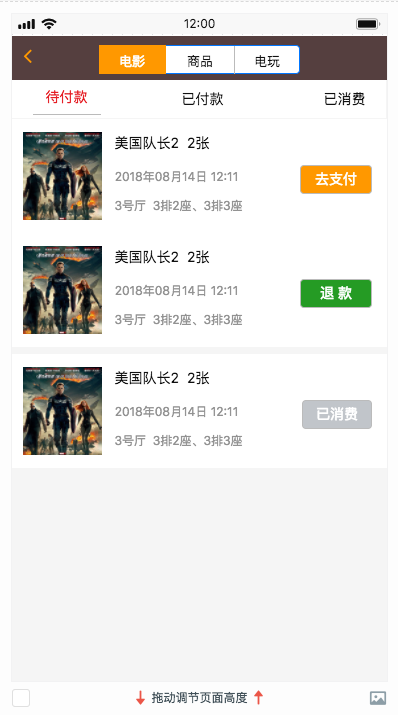 12:00
电影 商品 电玩
待付款 已付款 已消费
美国队长2 2张
2018年08月14日 12:11
去支付
3号厅 3排2座、3排3座
美国队长2 2张
2018年08月14日 12:11
退 款
3号厅 3排2座、3排3座
美国队长2 2张
2018年08月14日 12:11
已消费
3号厅 3排2座、3排3座
拖动调节页面高度